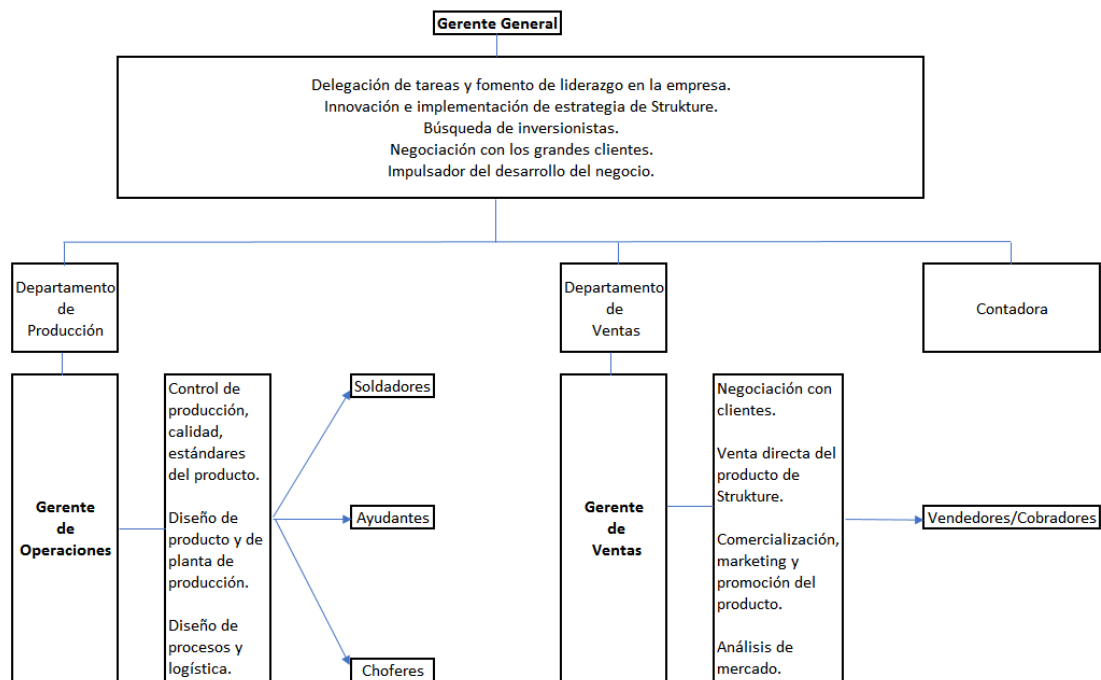 Gerente General
Delegación de tareas y fomento de liderazgo en la empresa.
Innovación e implementación de estrategia de Strukture.
Búsqueda de inversionistas.
Negociación con los grandes clientes.
Impulsador del desarrollo del negocio.
Departamento
de
Producción
Departamento
de
Ventas
Contadora
Gerente
de
Operaciones
Control de
producción,
calidad,
estándares
del producto.
Diseño de
producto y de
planta de
producción.
Diseño de
procesos y
logística.
Soldadores
Ayudantes
Choferes
Gerente
de
Ventas
Negociación con
clientes.
Venta directa del
producto de
Strukture.
Comercialización,
marketing y
promoción del
producto.
Análisis de
mercado.
Vendedores/Cobradores